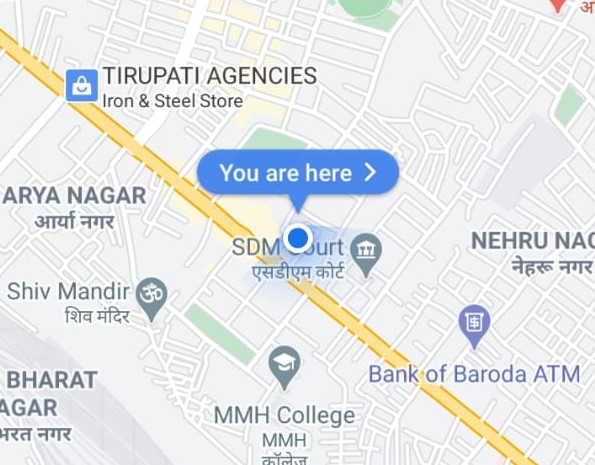 TIRUPATI AGENCIES
Iron & Steel Store
You are here
ARYA NAGAR
आर्या नगर
SDM Court
एसडीएम कोर्ट
NEHRU NAG
नेहरू नगर
Shiv Mandir
शिव मंदिर
Bank of Baroda ATM
BHARAT
AGAR
भरत नगर
MMH College
MMH
कॉलेज